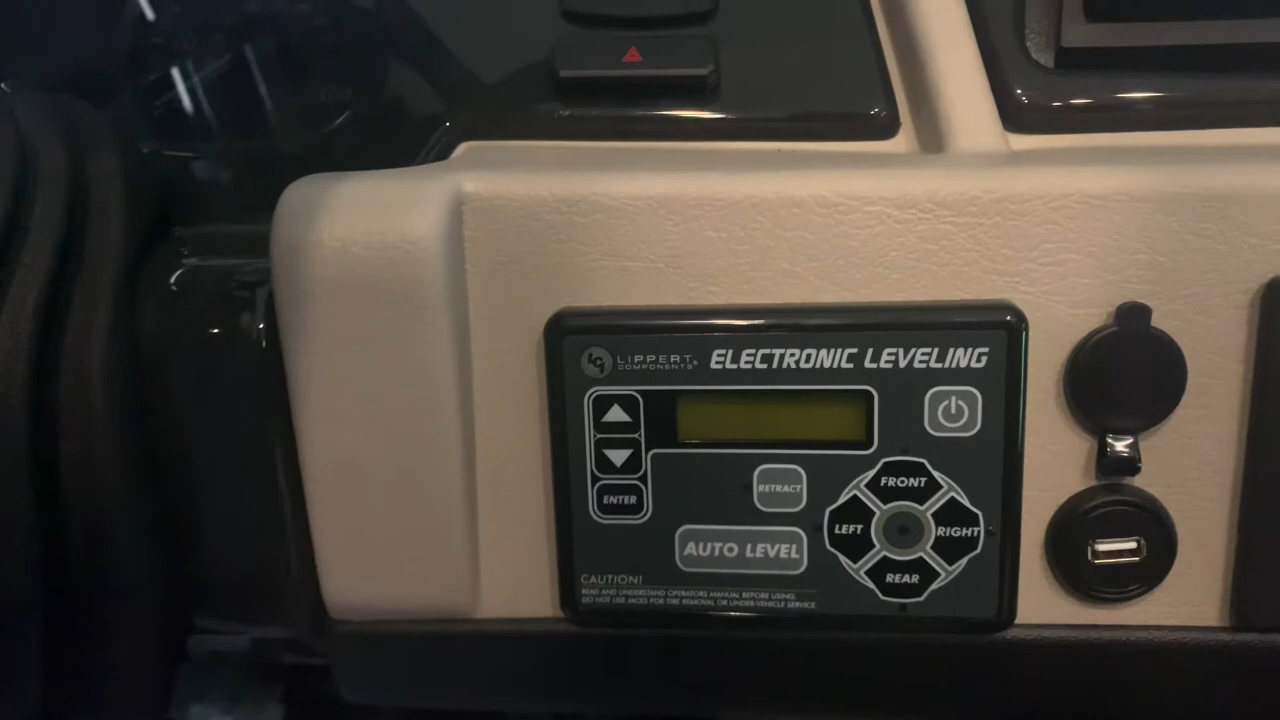 LCI LIPPERT COMPONENTS® ELECTRONIC LEVELING
ENTER
RETRACT
AUTO LEVEL
FRONT
LEFT
RIGHT
REAR
CAUTION!
READ AND UNDERSTAND OPERATORS MANUAL BEFORE USING.
DO NOT USE JACKS FOR TIRE REMOVAL OR UNDER-VEHICLE SERVICE.